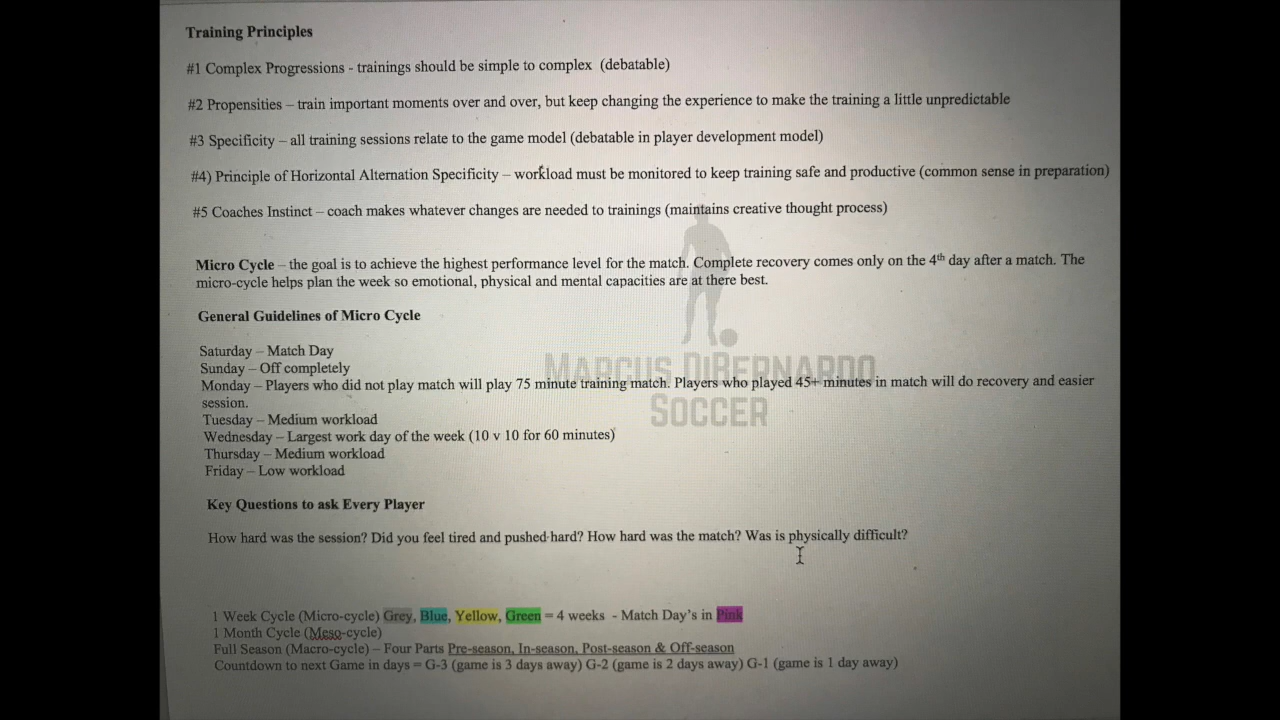 Training Principles
#1 Complex Progressions - trainings should be simple to complex (debatable)
#2 Propensities – train important moments over and over, but keep changing the experience to make the training a little unpredictable
#3 Specificity – all training sessions relate to the game model (debatable in player development model)
#4) Principle of Horizontal Alternation Specificity – workload must be monitored to keep training safe and productive (common sense in preparation)
#5 Coaches Instinct – coach makes whatever changes are needed to trainings (maintains creative thought process)
Micro Cycle – the goal is to achieve the highest performance level for the match. Complete recovery comes only on the 4th day after a match. The
micro-cycle helps plan the week so emotional, physical and mental capacities are at there best.
General Guidelines of Micro Cycle
Saturday – Match Day
Sunday – Off completely
Monday – Players who did not play match will play 75 minute training match. Players who played 45+ minutes in match will do recovery and easier
session.
Tuesday – Medium workload
Wednesday – Largest work day of the week (10 v 10 for 60 minutes)
Thursday – Medium workload
Friday – Low workload
MARCUS DIBERNARDO
SOCCER
Key Questions to ask Every Player
How hard was the session? Did you feel tired and pushed hard? How hard was the match? Was is physically difficult?
1 Week Cycle (Micro-cycle) Grey, Blue, Yellow, Green = 4 weeks - Match Day's in Pink
1 Month Cycle (Meso-cycle)
Full Season (Macro-cycle) – Four Parts Pre-season, In-season, Post-season & Off-season
Countdown to next Game in days = G-3 (game is 3 days away) G-2 (game is 2 days away) G-1 (game is 1 day away)